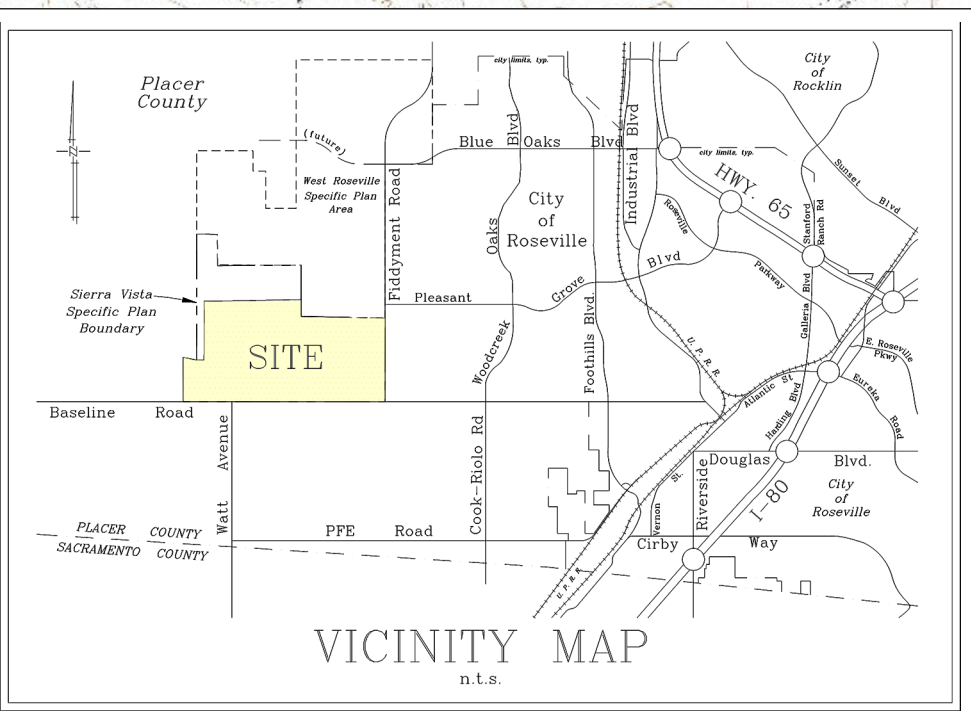 Placer
County
N
city limits, typ.
City
of
Rocklin
(future)
Blue Oaks Blvd
city limits, typ.
West Roseville
Specific Plan
Area
Fiddyment Road
Oaks Blvd
City
of
Roseville
Industrial Blvd
HWY. 65
Sunset Blvd
Roseville Parkway
Stanford
Ranch Rd
Sierra Vista
Specific Plan
Boundary
Pleasant Grove Blvd
Galleria Blvd
SITE
Woodcreek
Foothills Blvd.
U. P. R. R.
E. Roseville
Pkwy
Atlantic St
Eureka Road
Harding Blvd
Baseline Road
Watt Avenue
Cook-Riolo Rd
Douglas Blvd.
Riverside
Vernon St.
I-80
City
of
Roseville
PLACER COUNTY
SACRAMENTO COUNTY
PFE Road
Cirby Way
U. P. R. R.
VICINITY MAP
n.t.s.